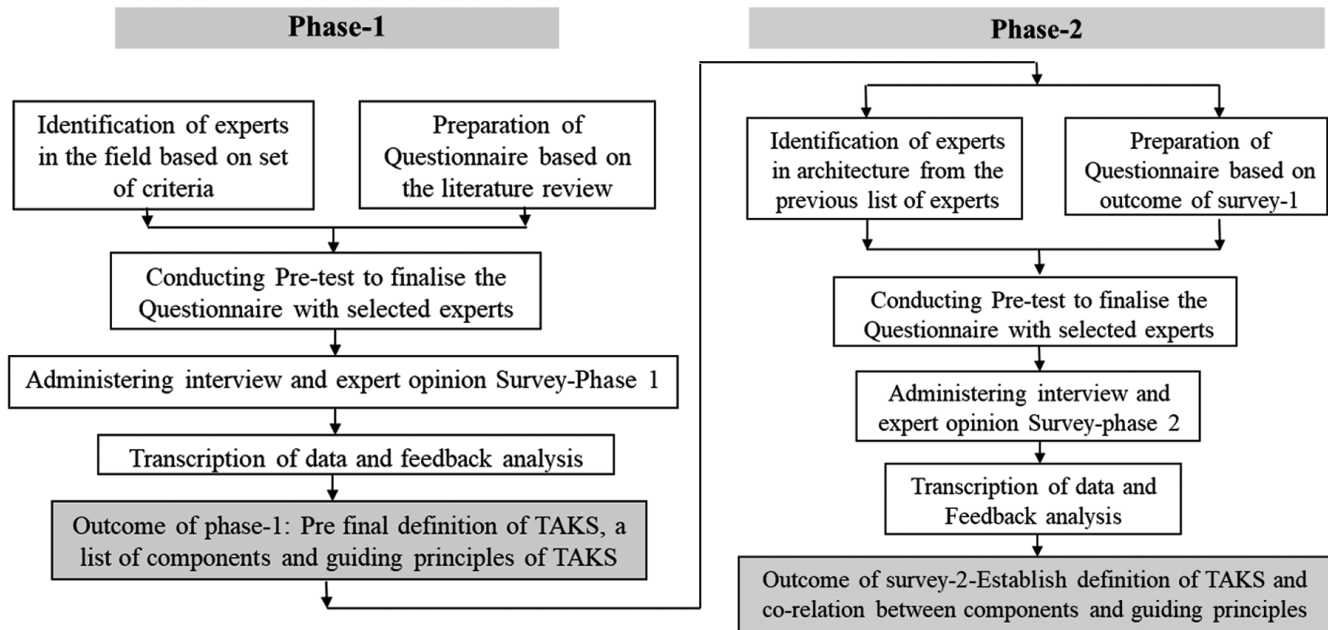 Phase-1
Identification of experts
in the field based on set
of criteria
Preparation of
Questionnaire based on
the literature review
Conducting Pre-test to finalise the
Questionnaire with selected experts
Administering interview and expert opinion Survey-Phase 1
Transcription of data and feedback analysis
Outcome of phase-1: Pre final definition of TAKS, a
list of components and guiding principles of TAKS
Phase-2
Identification of experts
in architecture from the
previous list of experts
Preparation of
Questionnaire based on
outcome of survey-1
Conducting Pre-test to finalise the
Questionnaire with selected experts
Administering interview and
expert opinion Survey-phase 2
Transcription of data and
Feedback analysis
Outcome of survey-2-Establish definition of TAKS and
co-relation between components and guiding principles